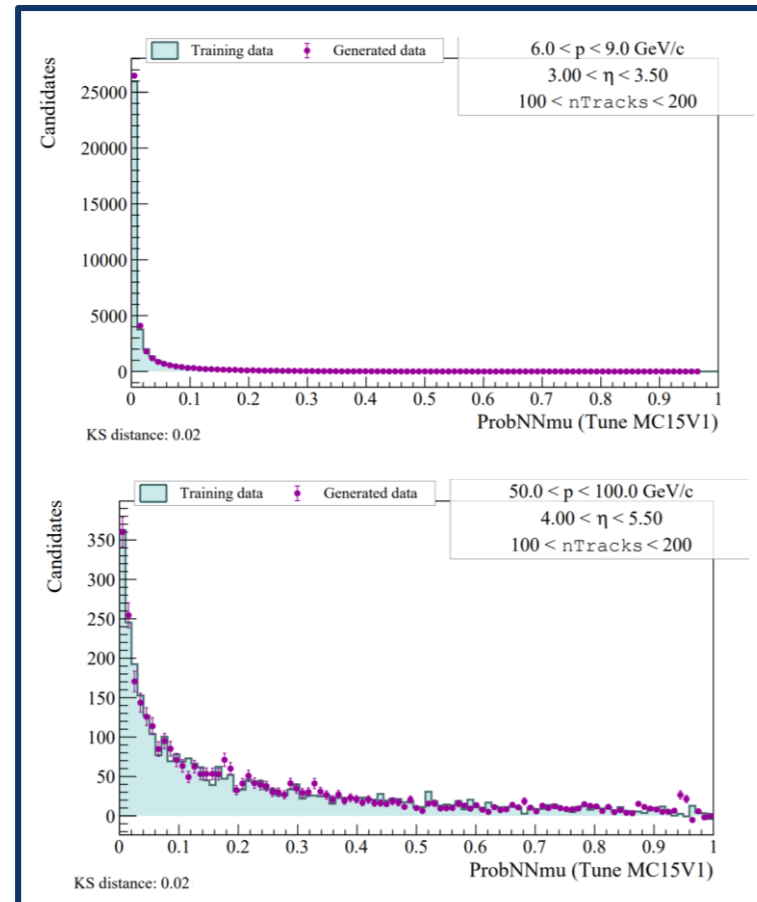 Training data Generated data
6.0 < p < 9.0 GeV/c
3.00 < η < 3.50
100 < nTracks < 200
Candidates
25000
20000
15000
10000
5000
0
0 0.1 0.2 0.3 0.4 0.5 0.6 0.7 0.8 0.9 1
ProbNNmu (Tune MC15V1)
KS distance: 0.02
Training data Generated data
50.0 < p < 100.0 GeV/c
4.00 < η < 5.50
100 < nTracks < 200
Candidates
350
300
250
200
150
100
50
0
0 0.1 0.2 0.3 0.4 0.5 0.6 0.7 0.8 0.9 1
ProbNNmu (Tune MC15V1)
KS distance: 0.02